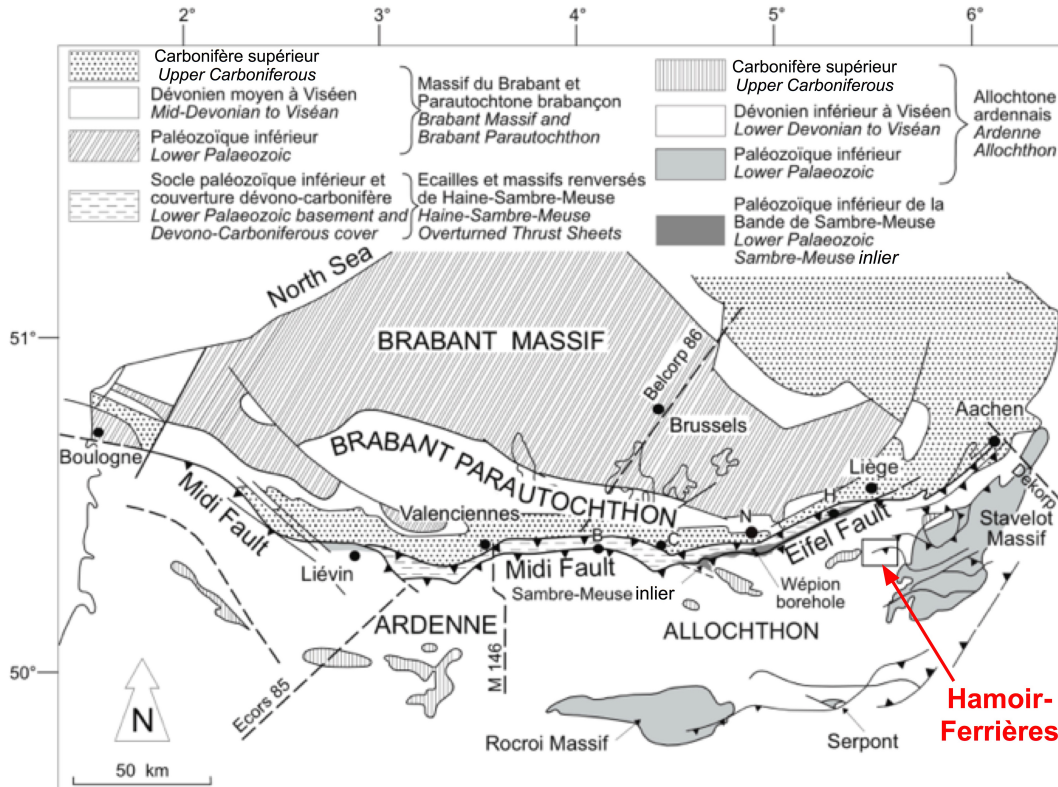 2°
3°
4°
5°
6°
Carbonifère supérieur
Upper Carboniferous
Dévonien moyen à Viséen
Mid-Devonian to Viséan
Paléozoïque inférieur
Lower Palaeozoic
Massif du Brabant et
Parautochtone brabançon
Brabant Massif and
Brabant Parautochthon
Socle paléozoïque inférieur et
couverture dévono-carbonifère
Lower Palaeozoic basement and
Devono-Carboniferous cover
Ecailles et massifs renversés
de Haine-Sambre-Meuse
Haine-Sambre-Meuse
Overturned Thrust Sheets
Carbonifère supérieur
Upper Carboniferous
Dévonien inférieur à Viséen
Lower Devonian to Viséan
Paléozoïque inférieur
Lower Palaeozoic
Allochtone
ardennais
Ardenne
Allochthon
Paléozoïque inférieur de la
Bande de Sambre-Meuse
Lower Palaeozoic
Sambre-Meuse inlier
North Sea
51°
BRABANT MASSIF
Belcorp 86
Brussels
Aachen
Boulogne
BRABANT PARAUTOCHTHON
Liège
Dekorp
Midi Fault
Valenciennes
H
N
Eifel Fault
Stavelot
Massif
B
C
Liévin
Midi Fault
Wépion
borehole
Sambre-Meuse inlier
ARDENNE
ALLOCHTHON
M 146
50°
Ecors 85
N
Hamoir-
Ferrières
Rocroi Massif
Serpont
50 km